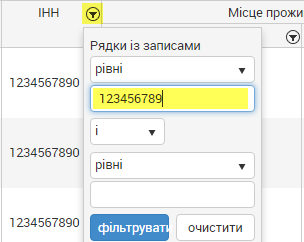 ІНН Місце прожи
Рядки із записами
рівні
1234567890
123456789
і
1234567890
рівні
1234567890
фільтрувати очистити